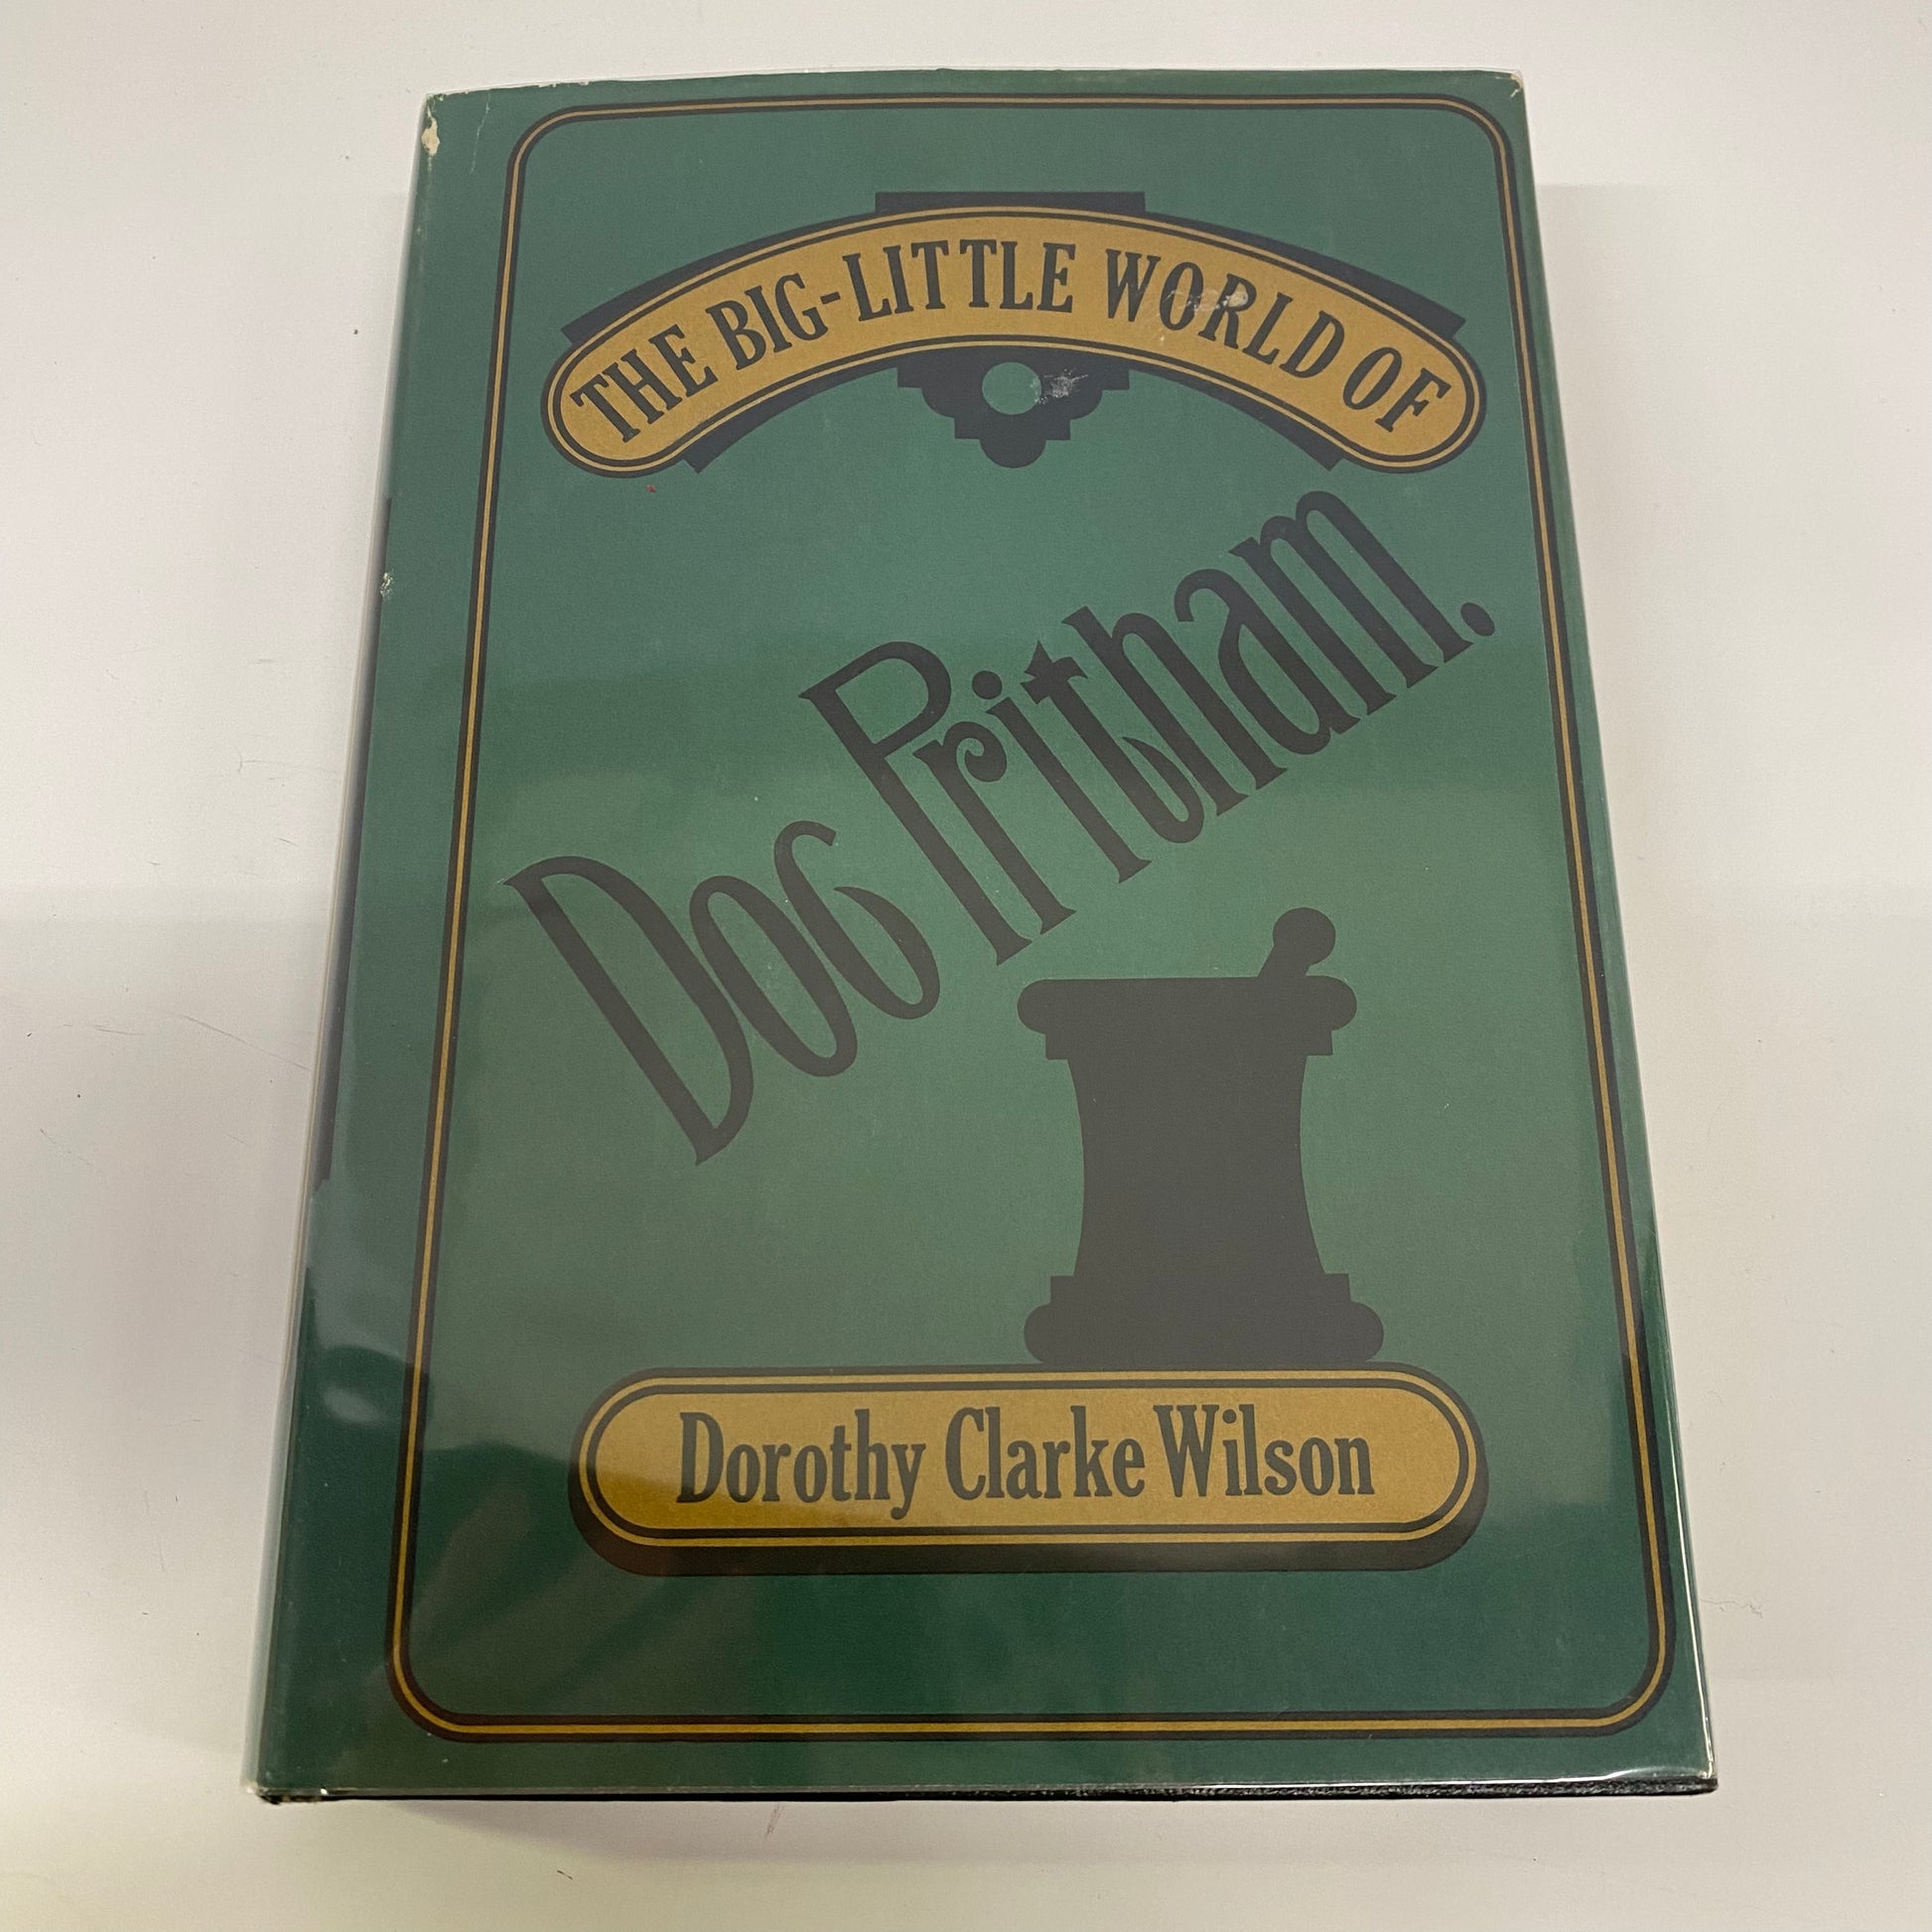 THE BIG-LITTLE WORLD OF
Doc Pritham.
Dorothy Clarke Wilson